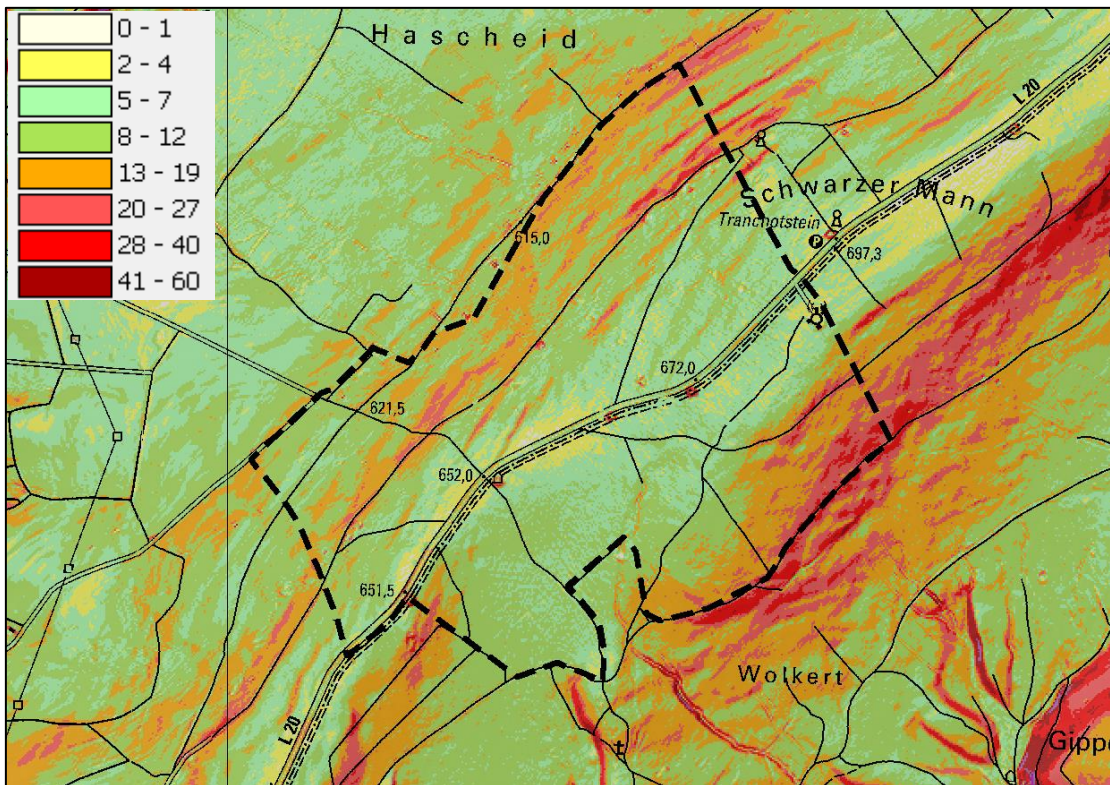 0 - 1
2 - 4
5 - 7
8 - 12
13 - 19
20 - 27
28 - 40
41 - 60
Hascheid
L 20
Schwarzer Mann
Tranchotstein
P
697,3
615,0
672,0
621,5
652,0
651,5
Wolkert
L 20
Gippe